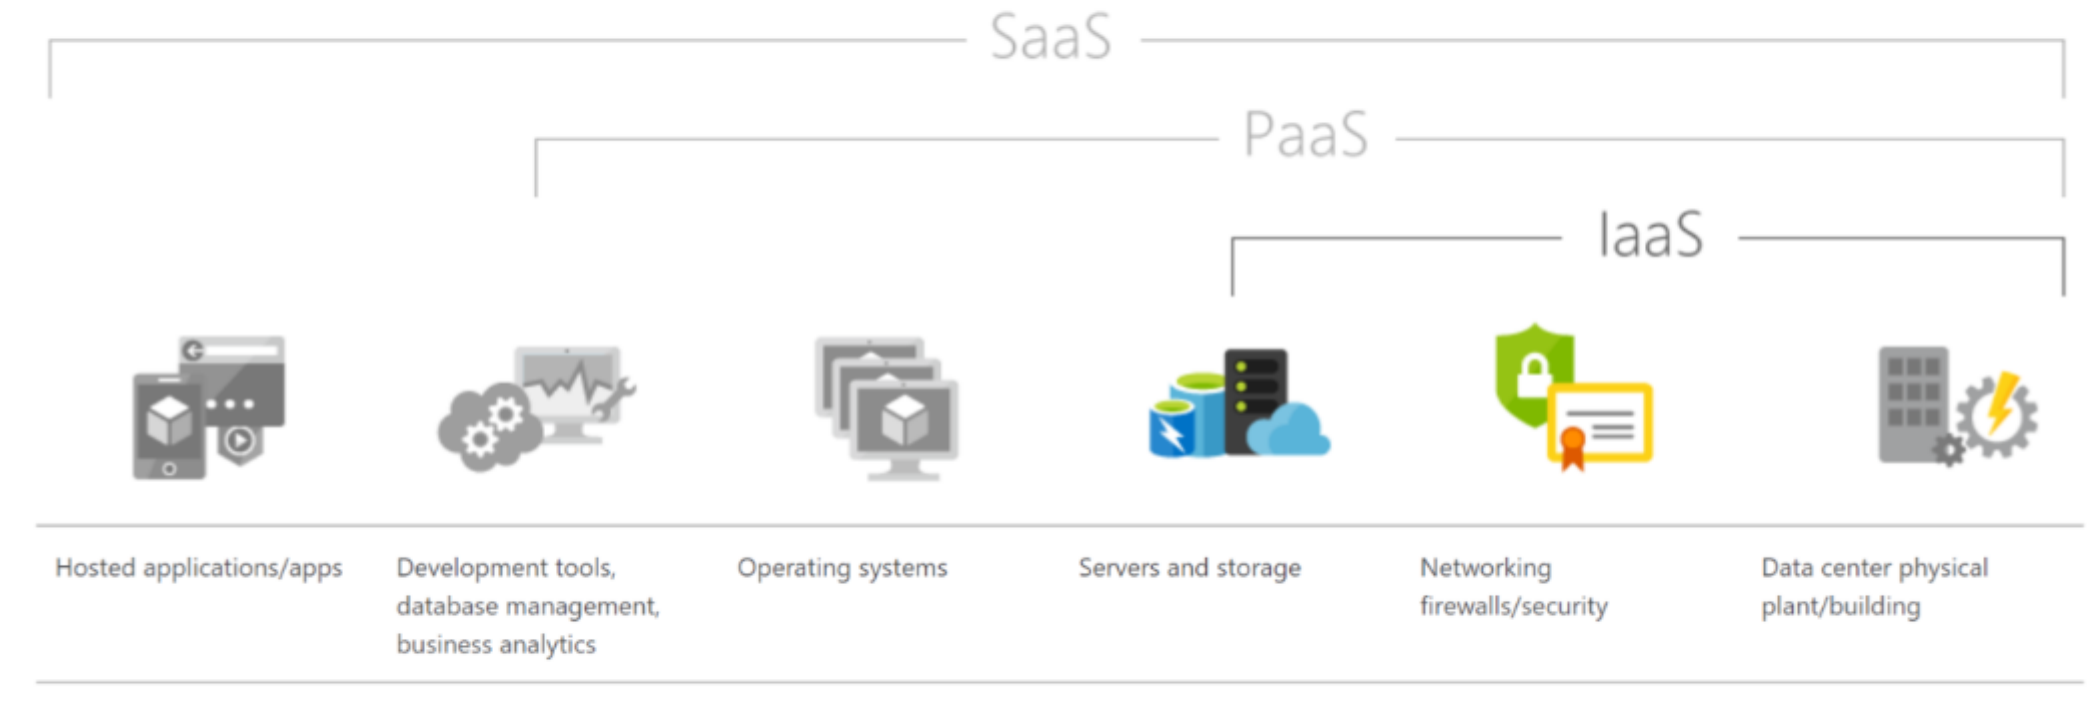 SaaS
PaaS
IaaS
Hosted applications/apps
Development tools,
database management,
business analytics
Operating systems
Servers and storage
Networking
firewalls/security
Data center physical
plant/building